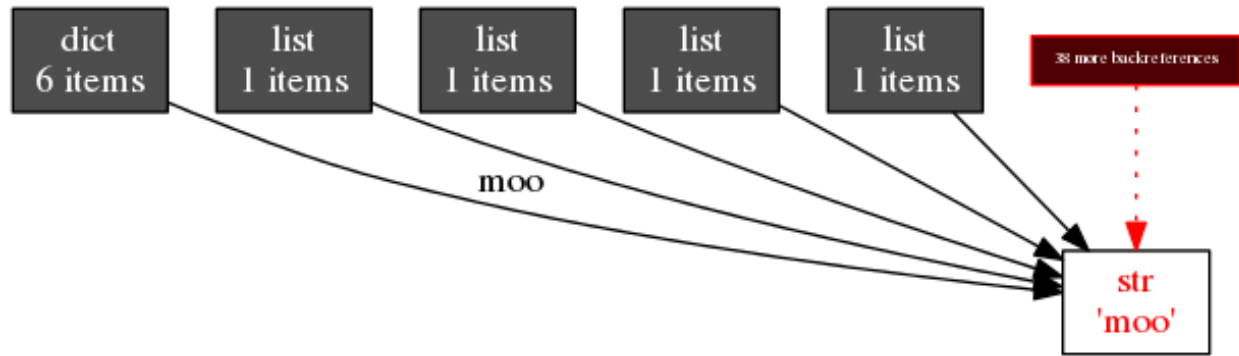 dict
6 items
list
1 items
list
1 items
list
1 items
list
1 items
38 more backreferences
moo
str
'moo'